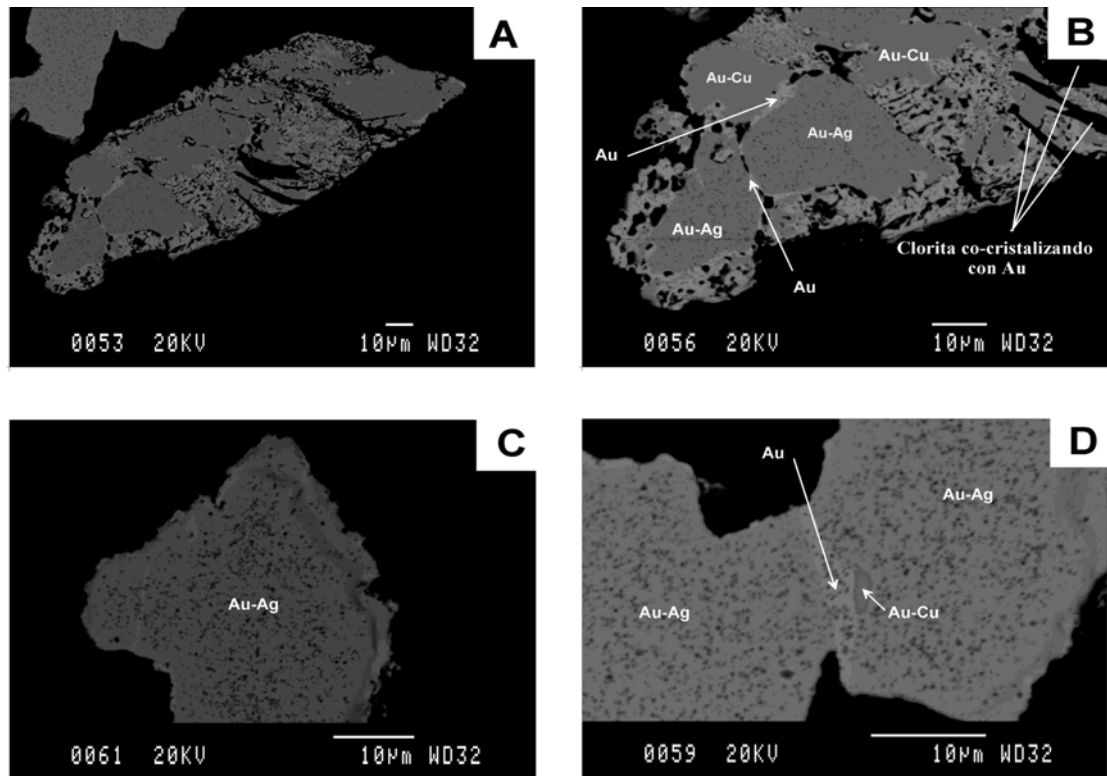 A
0053 20KV 10µm WD32
B
Au-Cu
Au-Cu
Au-Ag
Au
Au-Ag
Clorita co-cristalizando
con Au
Au
0056 20KV 10µm WD32
C
Au-Ag
0061 20KV 10µm WD32
D
Au
Au-Ag
Au-Ag
Au-Cu
0059 20KV 10µm WD32